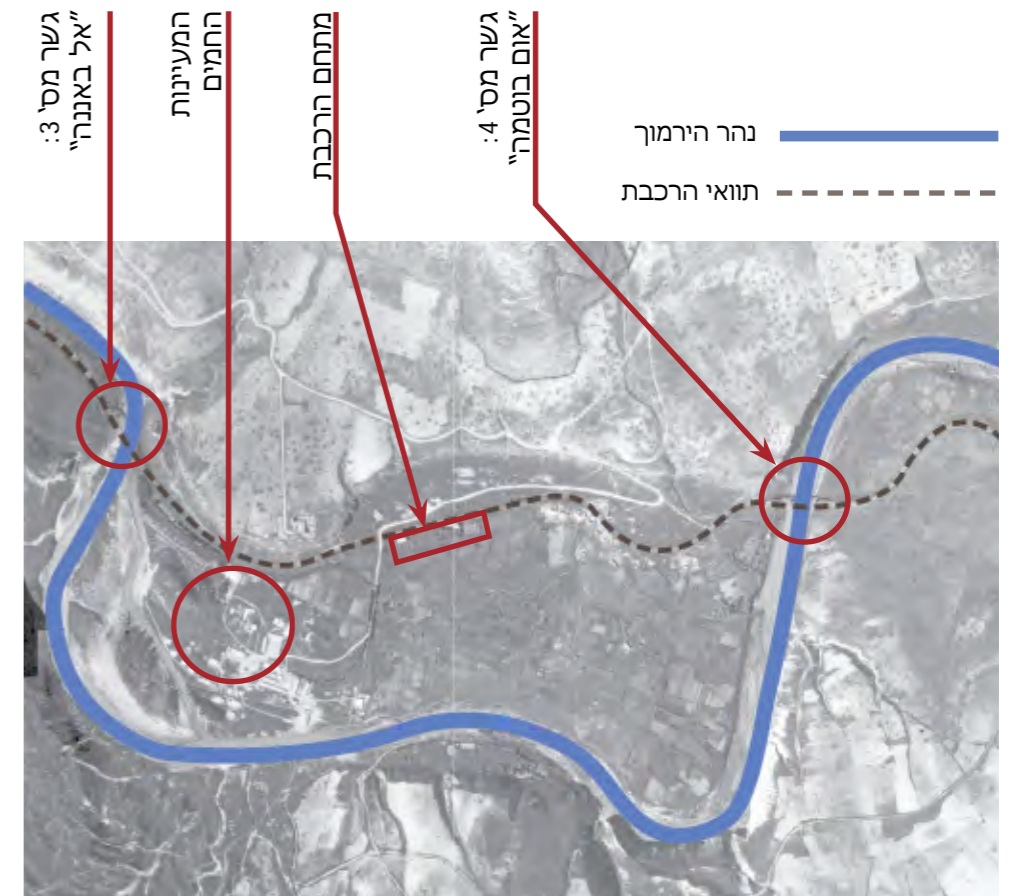 גשר מס' 4:
"אום בוטמה"
מתחם הרכבת
המעיינות
החמים
גשר מס' 3:
"אל באננה"
נהר הירמוך
תוואי הרכבת